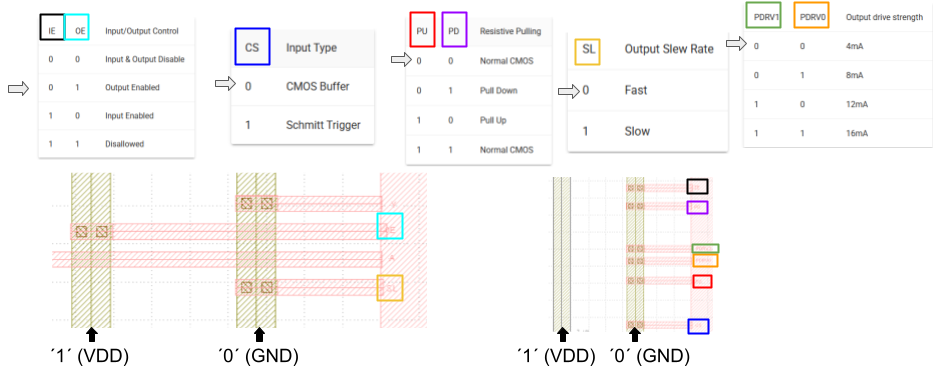 IE OE Input/Output Control
0 0 Input & Output Disable
0 1 Output Enabled
1 0 Input Enabled
1 1 Disallowed
CS Input Type
0 CMOS Buffer
1 Schmitt Trigger
PU PD Resistive Pulling
0 0 Normal CMOS
0 1 Pull Down
1 0 Pull Up
1 1 Normal CMOS
SL Output Slew Rate
0 Fast
1 Slow
PDRV1 PDRV0 Output drive strength
0 0 4mA
0 1 8mA
1 0 12mA
1 1 16mA
A
´1´ (VDD)
´0´ (GND)
´1´ (VDD)
´0´ (GND)